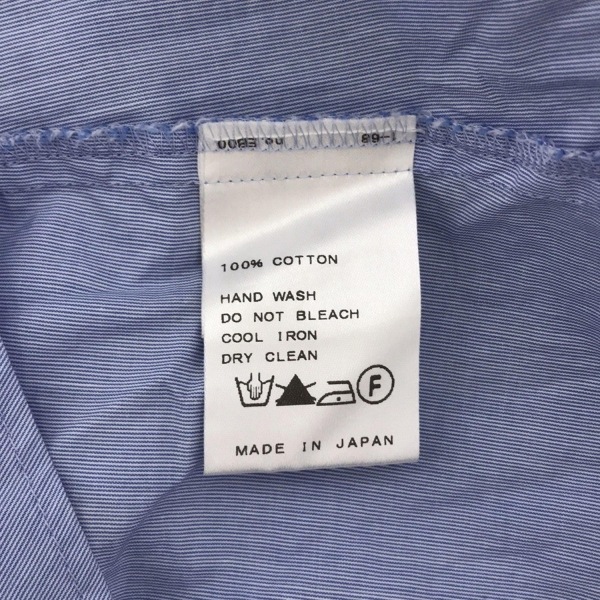 100% COTTON
HAND WASH
DO NOT BLEACH
COOL IRON
DRY CLEAN
F
MADE IN JAPAN